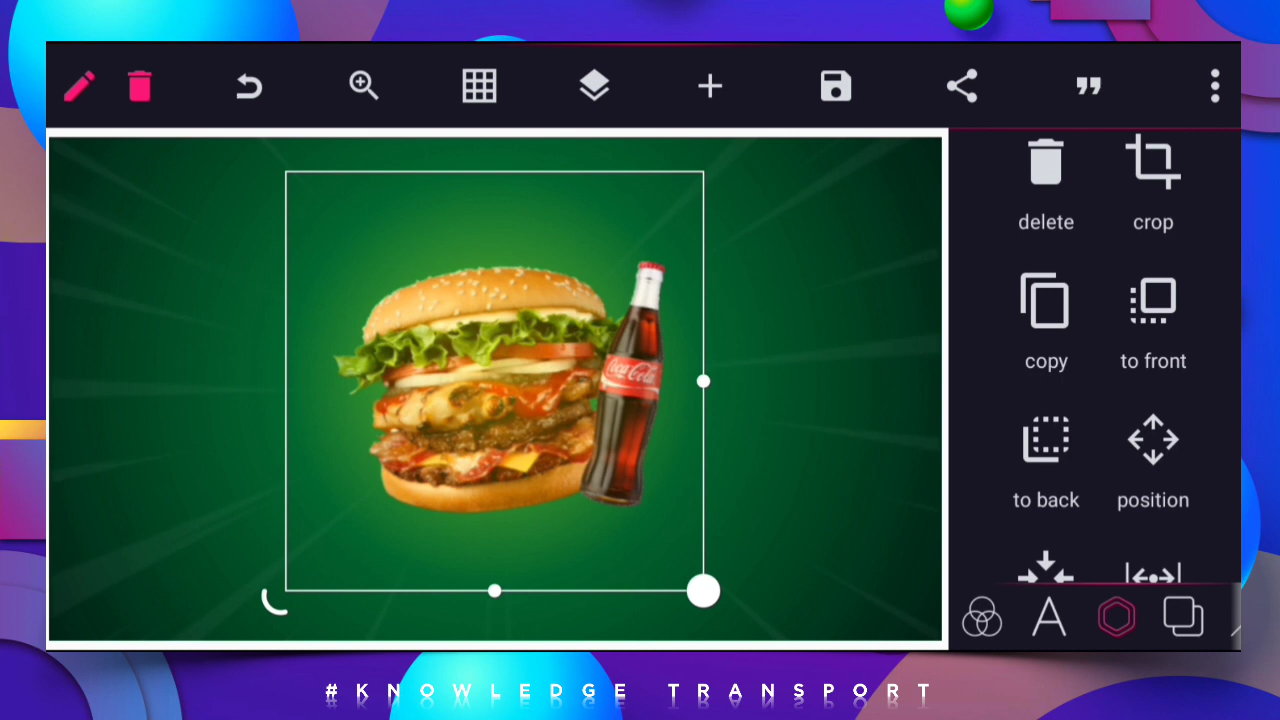 delete
crop
Coca-Cola
copy
to front
to back
position
#KNOWLEDGE TRANSPORT